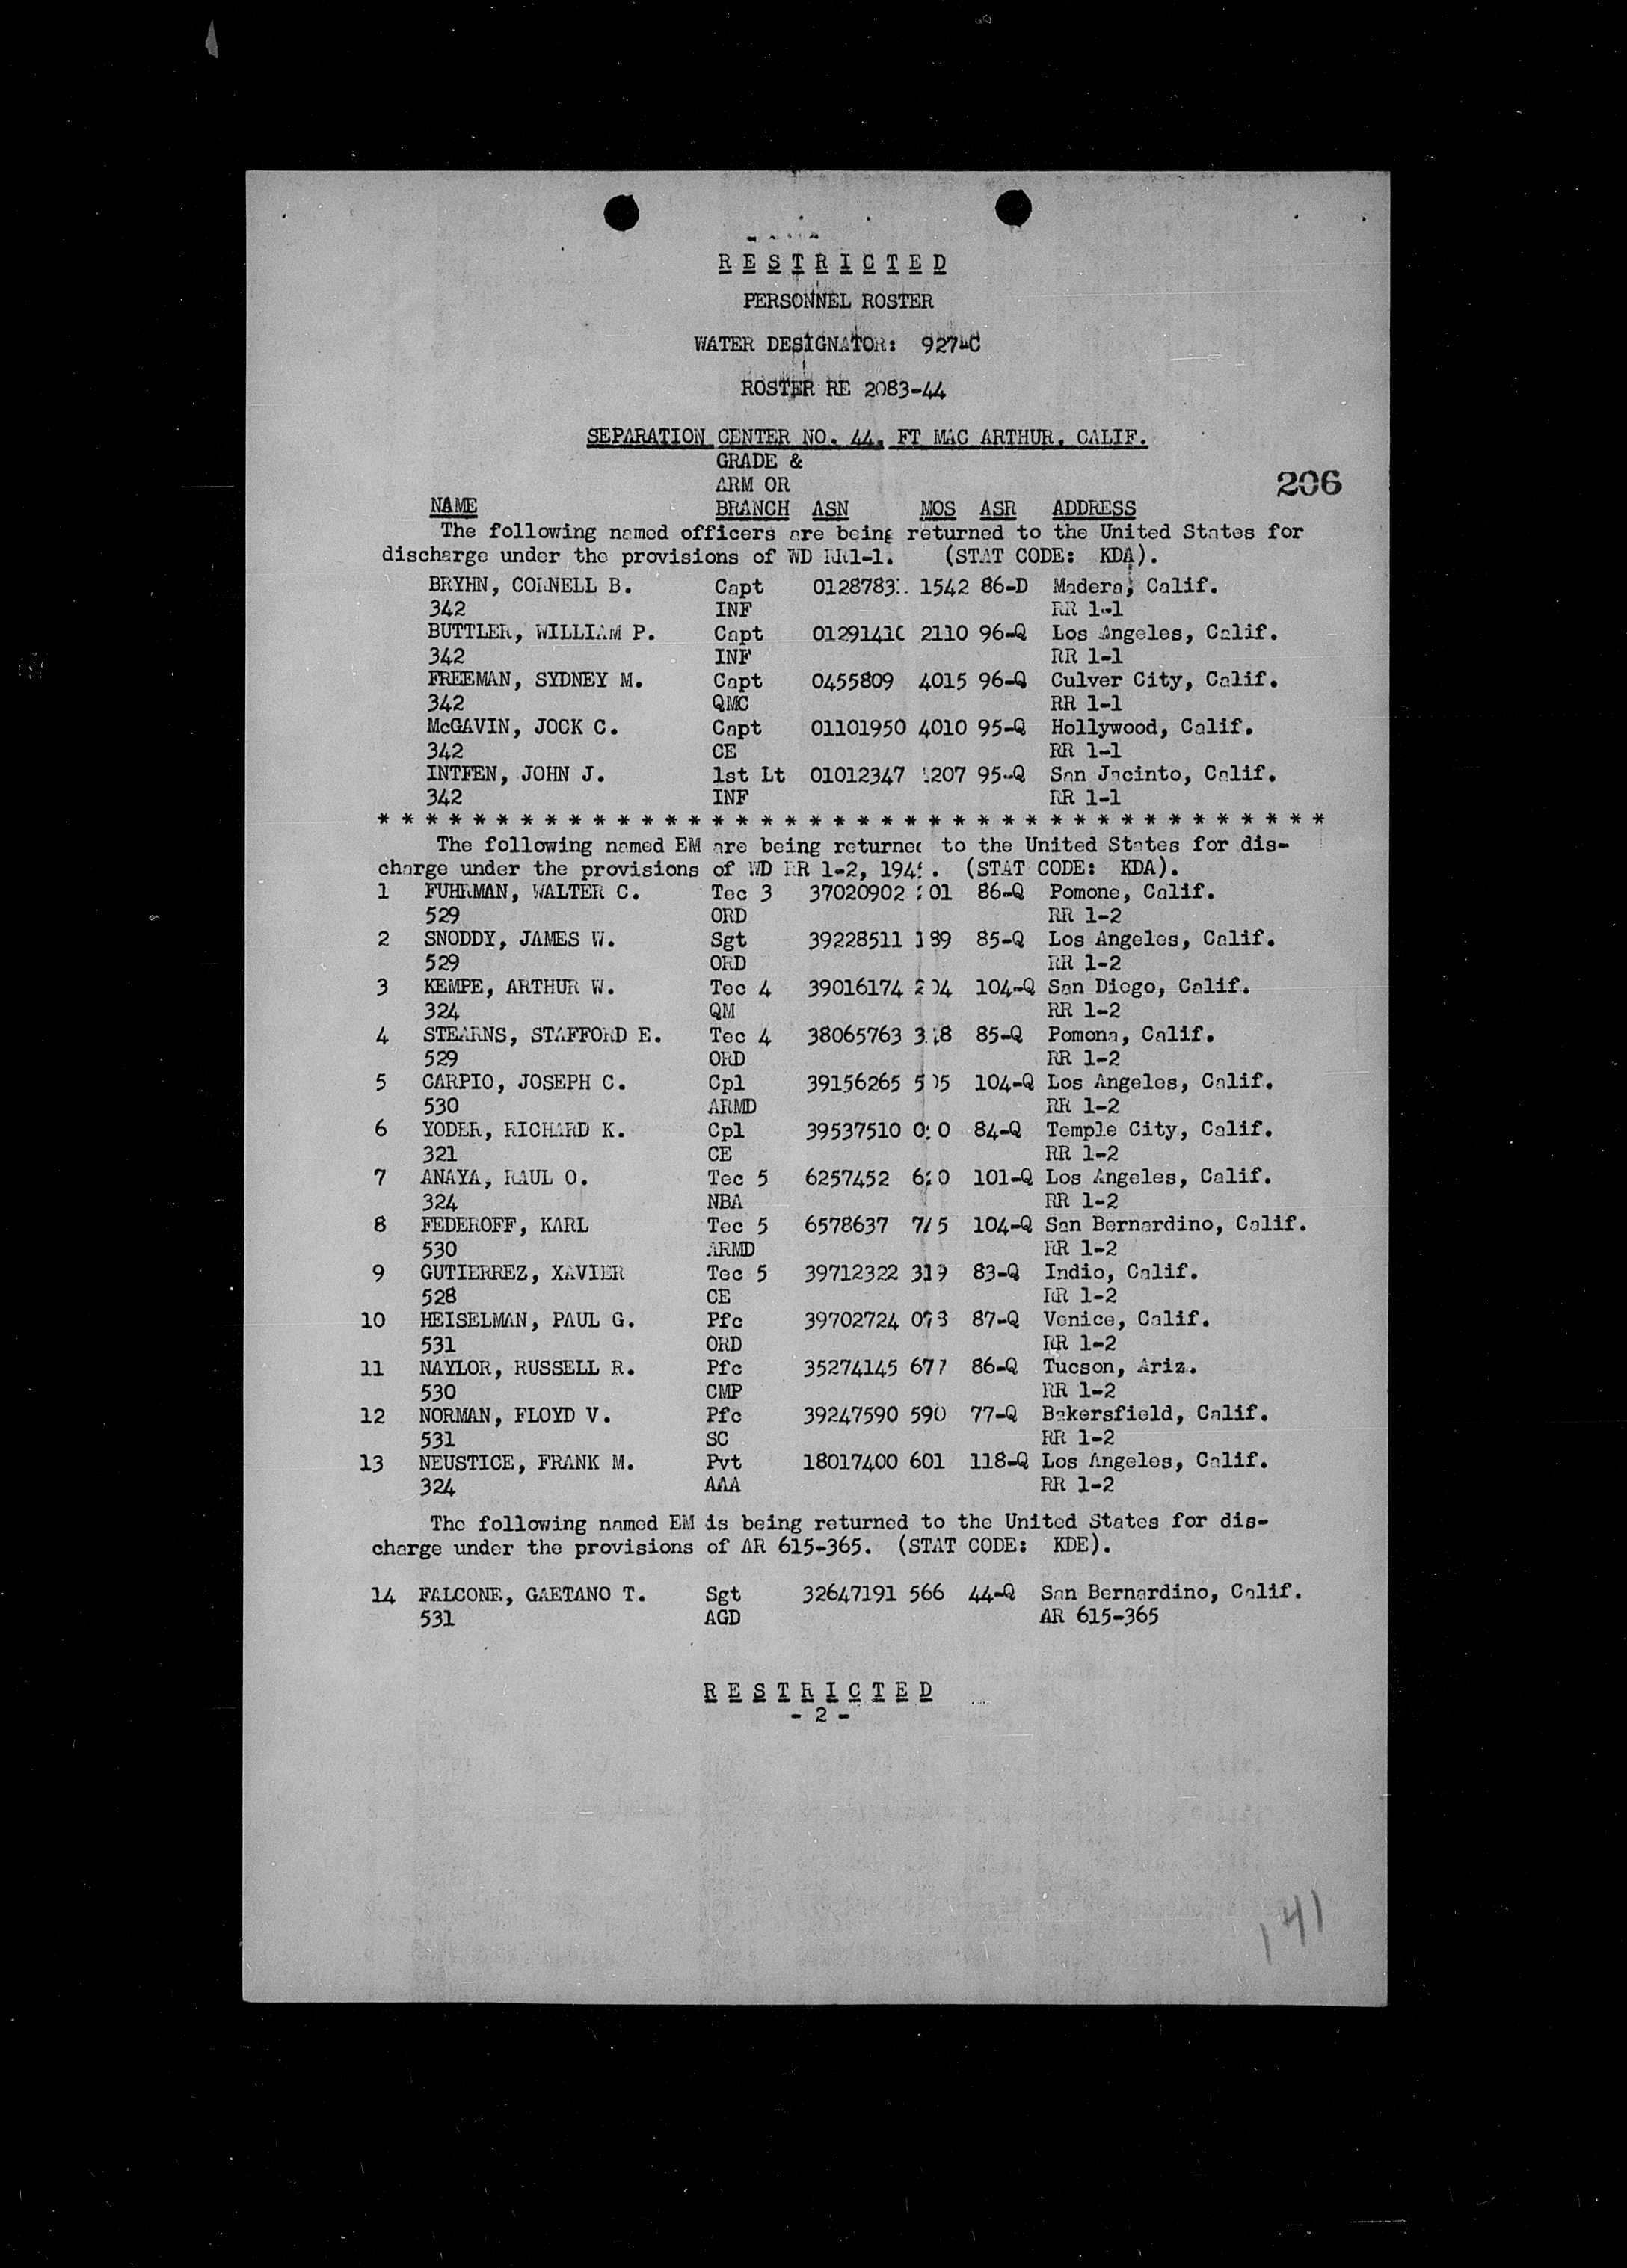 RESTRICTED
PERSONNEL ROSTER
WATER DESIGNATOR: 927-C
ROSTER RE 2083-44
SEPARATION CENTER NO. 44, FT MAC ARTHUR, CALIF.
GRADE &
ARM OR
206
NAME BRANCH ASN MOS ASR ADDRESS
The following named officers are being returned to the United States for
discharge under the provisions of WD RR1-1. (STAT CODE: KDA).
BRYHN, CORNELL B. Capt 1542 86-D Madera, Calif.
342 INF RR 1-1
BUTTLER, WILLIAM P. Capt 2110 96-Q Los Angeles, Calif.
342 INF RR 1-1
FREEMAN, SYDNEY M. Capt 0455809 4015 96-Q Culver City, Calif.
342 QMC RR 1-1
McGAVIN, JOCK C. Capt 01101950 4010 95-Q Hollywood, Calif.
342 CE RR 1-1
INTFEN, JOHN J. 1st Lt 01012347 95-Q San Jacinto, Calif.
342 INF RR 1-1
* * * * * * * * * * * * * * * * * * * * * * * * * * * * * * * * * * * * * * * *
The following named EM are being returned to the United States for dis-
charge under the provisions of WD RR 1-2, (STAT CODE: KDA).
1 FUHRMAN, WALTER C. Tec 3 37020902 86-Q Pomone, Calif.
529 ORD RR 1-2
2 SNODDY, JAMES W. Sgt 39228511 85-Q Los Angeles, Calif.
529 ORD RR 1-2
3 KEMPE, ARTHUR W. Tec 4 39016174 104-Q San Diego, Calif.
324 QM RR 1-2
4 STEARNS, STAFFORD E. Tec 4 38065763 85-Q Pomona, Calif.
529 ORD RR 1-2
5 CARPIO, JOSEPH C. Cpl 39156265 104-Q Los Angeles, Calif.
530 ARMD RR 1-2
6 YODER, RICHARD K. Cpl 39537510 84-Q Temple City, Calif.
321 CE RR 1-2
7 ANAYA, RAUL O. Tec 5 6257452 101-Q Los Angeles, Calif.
324 NBA RR 1-2
8 FEDEROFF, KARL Tec 5 6578637 104-Q San Bernardino, Calif.
530 ARMD RR 1-2
9 GUTIERREZ, XAVIER Tec 5 39712322 319 83-Q Indio, Calif.
528 CE RR 1-2
10 HEISELMAN, PAUL G. Pfc 39702724 87-Q Venice, Calif.
531 ORD RR 1-2
11 NAYLOR, RUSSELL R. Pfc 35274145 677 86-Q Tucson, Ariz.
530 CMP RR 1-2
12 NORMAN, FLOYD V. Pfc 39247590 590 77-Q Bakersfield, Calif.
531 SC RR 1-2
13 NEUSTICE, FRANK M. Pvt 18017400 601 118-Q Los Angeles, Calif.
324 AAA RR 1-2
The following named EM is being returned to the United States for dis-
charge under the provisions of AR 615-365. (STAT CODE: KDE).
14 FALCONE, GAETANO T. Sgt 32647191 566 44-Q San Bernardino, Calif.
531 AGD AR 615-365
RESTRICTED
- 2 -
141